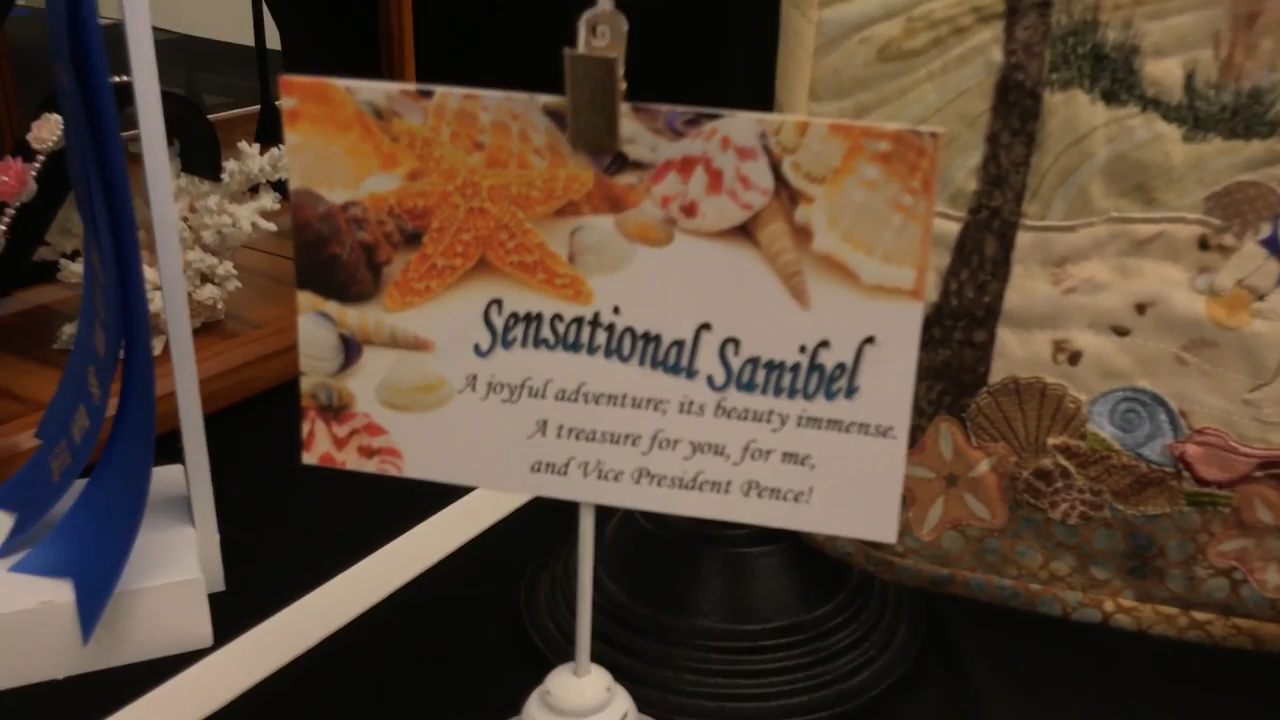 Sensational Sanibel
A joyful adventure; its beauty immense.
A treasure for you, for me,
and Vice President Pence!